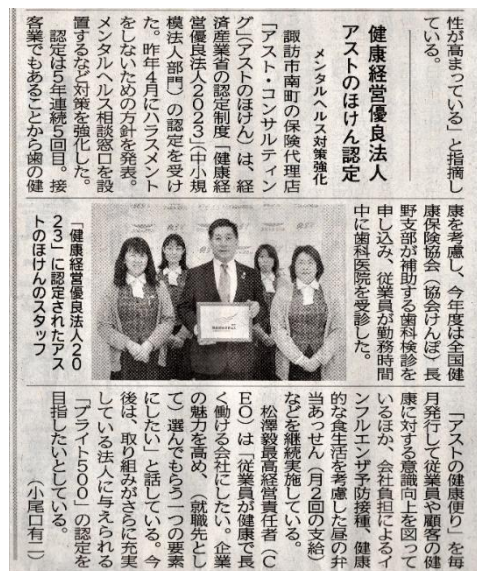 性が高まっている」と指摘し
ている。
健康経営優良法人
アストのほけん認定
メンタルヘルス対策強化
諏訪市南町の保険代理店
「アスト・コンサルティン
グ」(アストのほけん)は、経
済産業省の認定制度「健康経
営優良法人2023」(中小規
模法人部門)の認定を受け
た。昨年4月にハラスメント
をしないための方針を発表。
メンタルヘルス相談窓口を設
置するなど対策を強化した。
認定は5年連続5回目。接
客業でもあることから歯の健
康を考慮し、今年度は全国健
康保険協会(協会けんぽ)長
野支部が補助する歯科検診を
申し込み、従業員が勤務時間
中に歯科医院を受診した。
「健康経営優良法人20
23」に認定されたアス
トのほけんのスタッフ
「アストの健康便り」を毎
月発行して従業員や顧客の健
康に対する意識向上を図って
いるほか、会社負担によるイ
ンフルエンザ予防接種、健康
的な食生活を考慮した昼の弁
当あっせん(月2回の支給)
などを継続実施している。
松澤毅最高経営責任者(C
EO)は「従業員が健康で長
く働ける会社にしたい。企業
の魅力を高め、(就職先とし
て)選んでもらう一つの要素
にしたい」と話している。今
後は、取り組みがさらに充実
している法人に与えられる
「ブライト500」の認定を
目指したいとしている。
(小尾口有二)